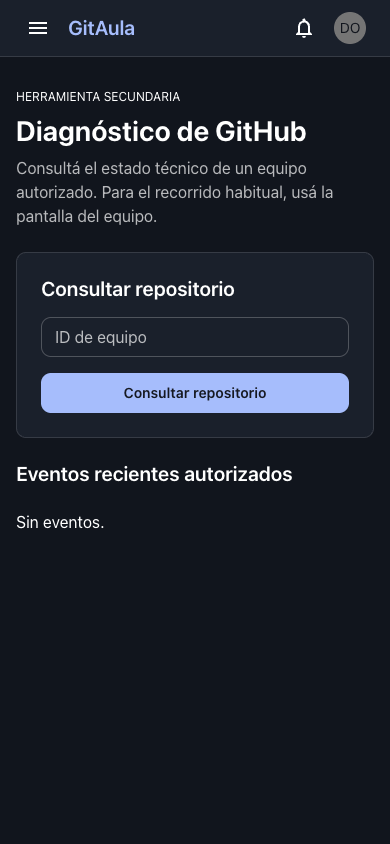 GitAula
DO
HERRAMIENTA SECUNDARIA
Diagnóstico de GitHub
Consultá el estado técnico de un equipo
autorizado. Para el recorrido habitual, usá la
pantalla del equipo.
Consultar repositorio
ID de equipo
Consultar repositorio
Eventos recientes autorizados
Sin eventos.